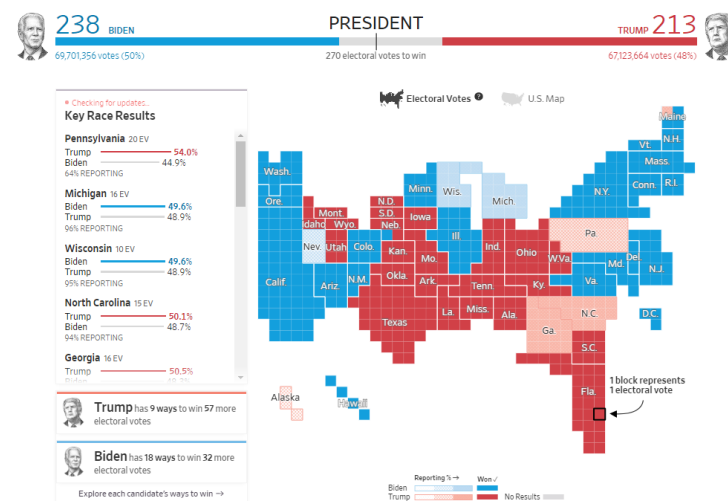 238 BIDEN
PRESIDENT
TRUMP 213
69,701,356 votes (50%)
270 electoral votes to win
67,123,664 votes (48%)
Checking for updates...
Key Race Results
Pennsylvania 20 EV
Trump 54.0%
Biden 44.9%
64% REPORTING
Michigan 16 EV
Biden 49.6%
Trump 48.9%
96% REPORTING
Wisconsin 10 EV
Biden 49.6%
Trump 48.9%
95% REPORTING
North Carolina 15 EV
Trump 50.1%
Biden 48.7%
94% REPORTING
Georgia 16 EV
Trump 50.5%
Biden
Trump has 9 ways to win 57 more
electoral votes
Biden has 18 ways to win 32 more
electoral votes
Explore each candidate's ways to win →
Electoral Votes ?
U.S. Map
Maine
Vt. N.H.
Wash. Mass.
Minn. Wis. Mich N.Y. Conn. R.I.
Ore.
Mont. N.D.
Idaho Wyo. S.D. Iowa
Neb. Pa.
Nev. Utah Colo. Ill. Ind. Ohio
Kan. Mo. W.Va. Md. Del. N.J.
Calif. Ariz. N.M. Okla. Ark. Tenn. Ky. Va.
Texas La. Miss. Ala. Ga. N.C. D.C.
S.C.
Fla.
Alaska
Hawaii
1 block represents
1 electoral vote
Reporting % → Won ✓
Biden
Trump No Results